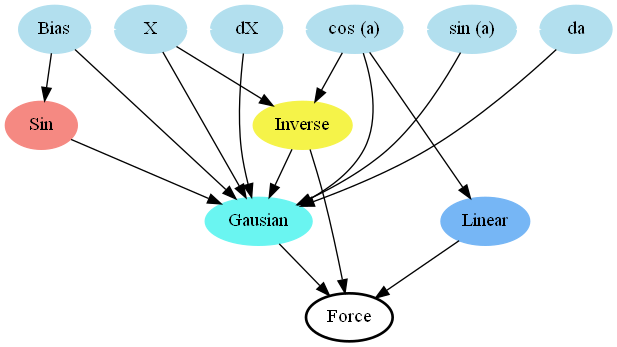 Bias
X
dX
cos (a)
sin (a)
da
Sin
Inverse
Gausian
Linear
Force